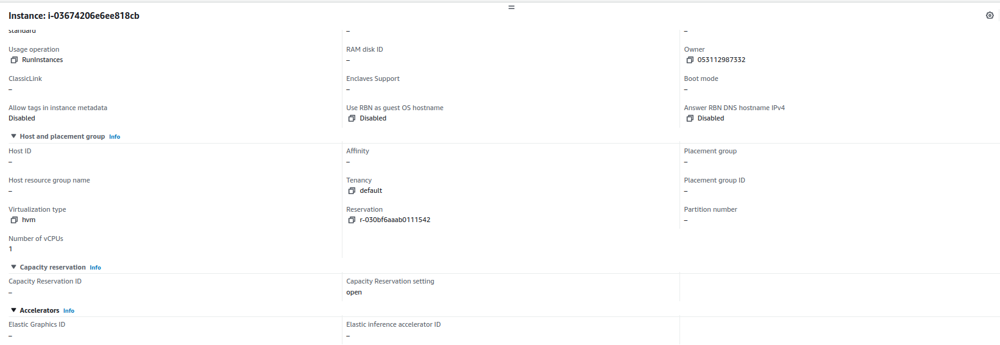 Instance: i-03674206e6ee818cb
standard – –
Usage operation RAM disk ID Owner
RunInstances – 053112987332
ClassicLink Enclaves Support Boot mode
– – –
Allow tags in instance metadata Use RBN as guest OS hostname Answer RBN DNS hostname IPv4
Disabled Disabled Disabled
Host and placement group Info
Host ID Affinity Placement group
– – –
Host resource group name Tenancy Placement group ID
– default –
Virtualization type Reservation Partition number
hvm r-030bf6aaab0111542 –
Number of vCPUs
1
Capacity reservation Info
Capacity Reservation ID Capacity Reservation setting
– open
Accelerators Info
Elastic Graphics ID Elastic inference accelerator ID
– –